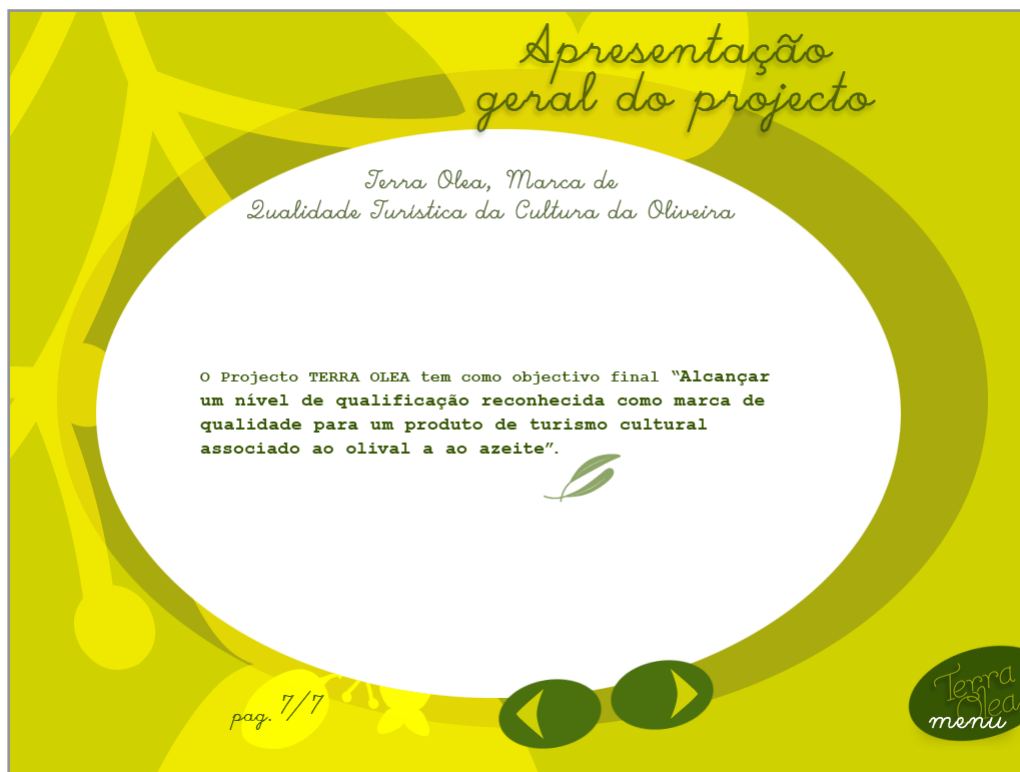 Apresentação
geral do projecto
Terra Olea, Marca de
Qualidade Turística da Cultura da Oliveira
O Projecto TERRA OLEA tem como objectivo final “Alcançar
um nível de qualificação reconhecida como marca de
qualidade para um produto de turismo cultural
associado ao olival a ao azeite”.
pag. 7/7
Terra
Olea
menu